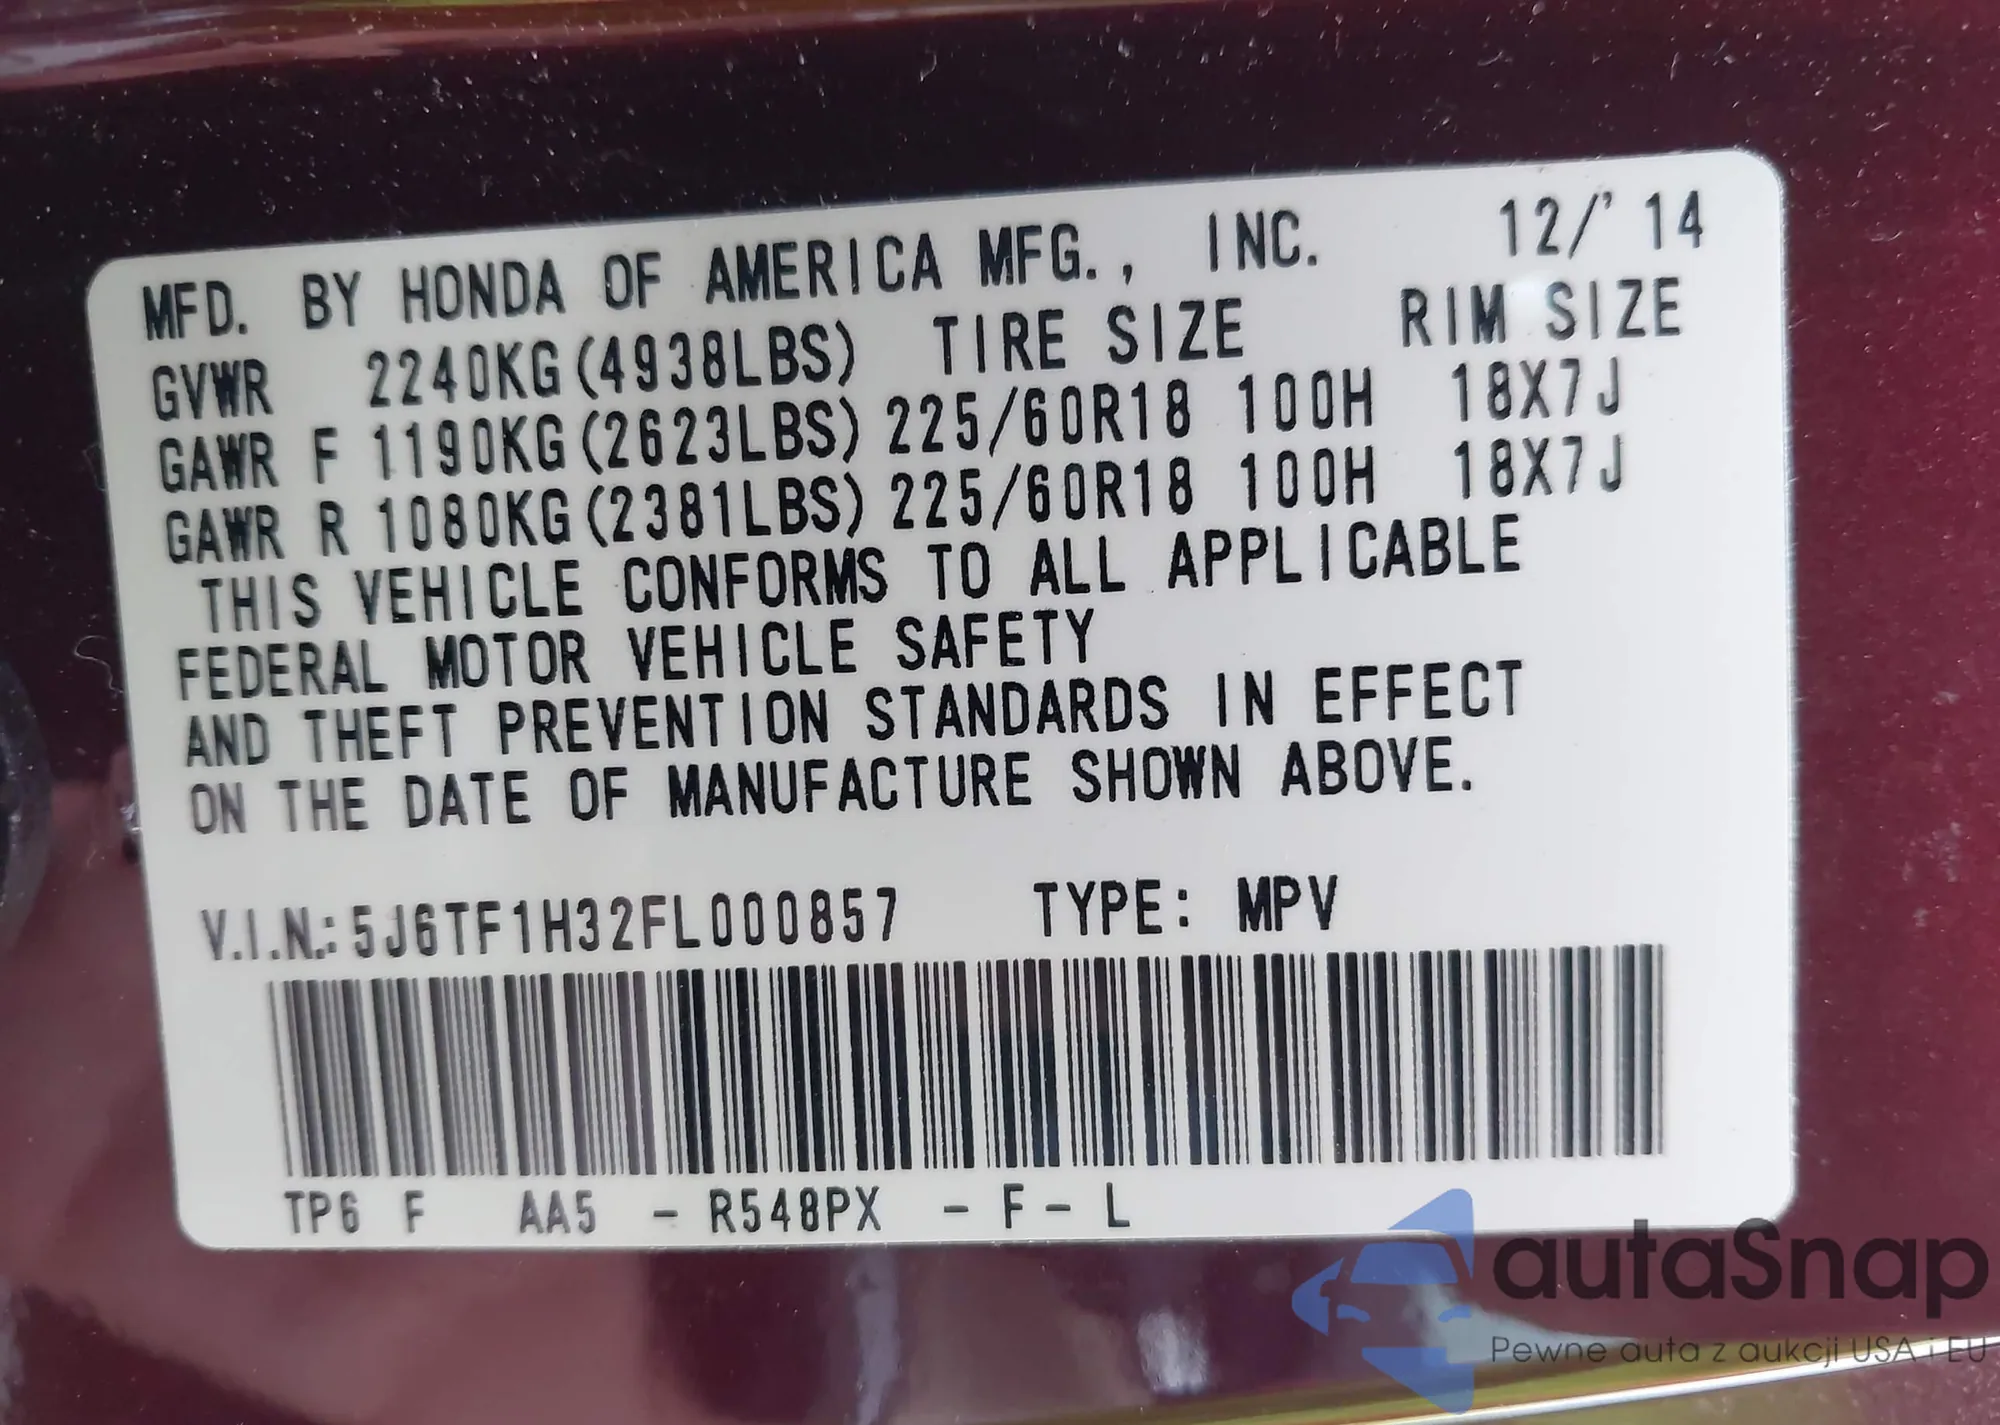 MFD. BY HONDA OF AMERICA MFG., INC. 12/'14
GVWR 2240KG(4938LBS) TIRE SIZE RIM SIZE
GAWR F 1190KG(2623LBS) 225/60R18 100H 18X7J
GAWR R 1080KG(2381LBS) 225/60R18 100H 18X7J
THIS VEHICLE CONFORMS TO ALL APPLICABLE
FEDERAL MOTOR VEHICLE SAFETY
AND THEFT PREVENTION STANDARDS IN EFFECT
ON THE DATE OF MANUFACTURE SHOWN ABOVE.
V.I.N.: 5J6TF1H32FL000857 TYPE: MPV
TP6 F AA5 - R548PX - F - L
autaSnap
Pewne auta z aukcji USA i EU